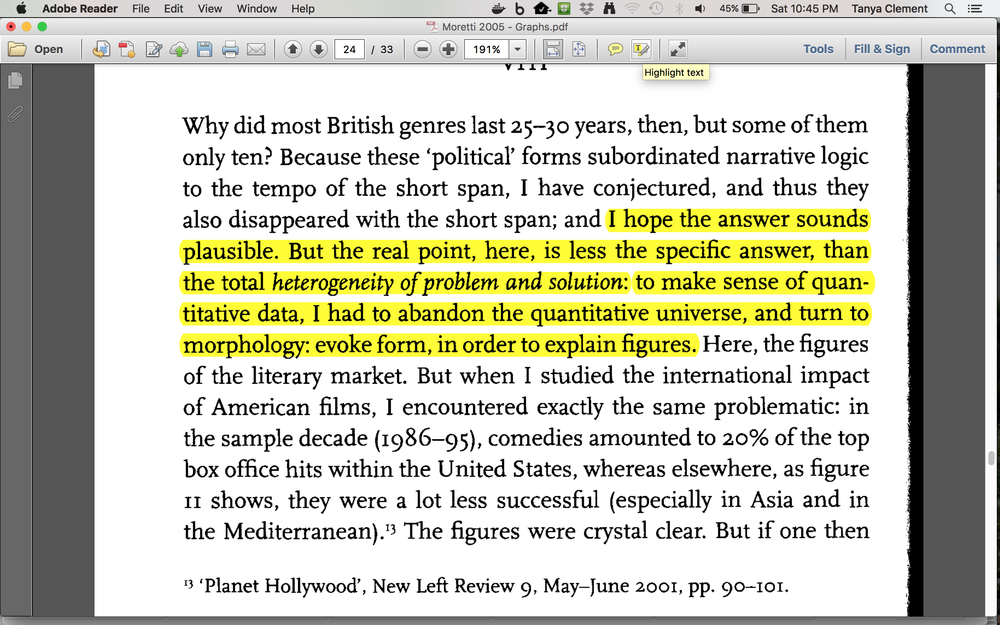 Adobe Reader File Edit View Window Help 45% Sat 10:45 PM Tanya Clement
Moretti 2005 - Graphs.pdf
Open 24 / 33 191% Tools Fill & Sign Comment
VIII
Highlight text
Why did most British genres last 25–30 years, then, but some of them
only ten? Because these ‘political’ forms subordinated narrative logic
to the tempo of the short span, I have conjectured, and thus they
also disappeared with the short span; and I hope the answer sounds
plausible. But the real point, here, is less the specific answer, than
the total heterogeneity of problem and solution: to make sense of quan-
titative data, I had to abandon the quantitative universe, and turn to
morphology: evoke form, in order to explain figures. Here, the figures
of the literary market. But when I studied the international impact
of American films, I encountered exactly the same problematic: in
the sample decade (1986–95), comedies amounted to 20% of the top
box office hits within the United States, whereas elsewhere, as figure
11 shows, they were a lot less successful (especially in Asia and in
the Mediterranean).¹³ The figures were crystal clear. But if one then
¹³ ‘Planet Hollywood’, New Left Review 9, May–June 2001, pp. 90–101.